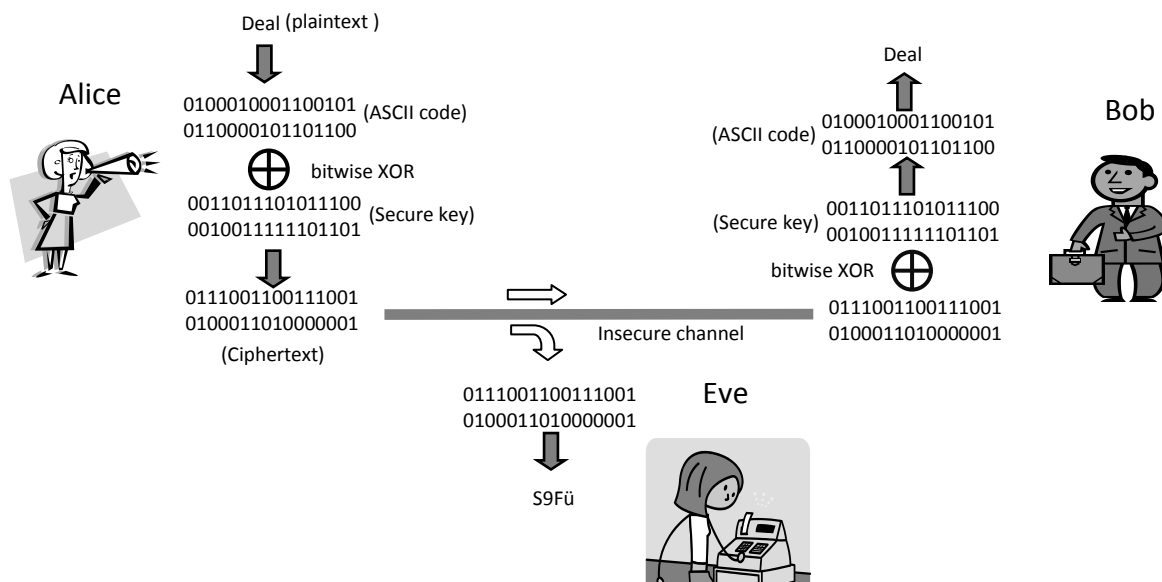 Deal (plaintext )
Alice
0100010001100101
0110000101101100
(ASCII code)
bitwise XOR
0011011101011100
0010011111101101
(Secure key)
0111001100111001
0100011010000001
(Ciphertext)
Insecure channel
0111001100111001
0100011010000001
S9Fü
Eve
Deal
Bob
(ASCII code)
0100010001100101
0110000101101100
(Secure key)
0011011101011100
0010011111101101
bitwise XOR
0111001100111001
0100011010000001